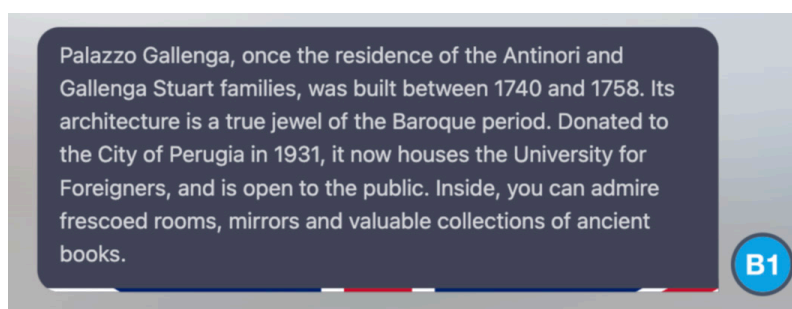 Palazzo Gallenga, once the residence of the Antinori and
Gallenga Stuart families, was built between 1740 and 1758. Its
architecture is a true jewel of the Baroque period. Donated to
the City of Perugia in 1931, it now houses the University for
Foreigners, and is open to the public. Inside, you can admire
frescoed rooms, mirrors and valuable collections of ancient
books.
B1